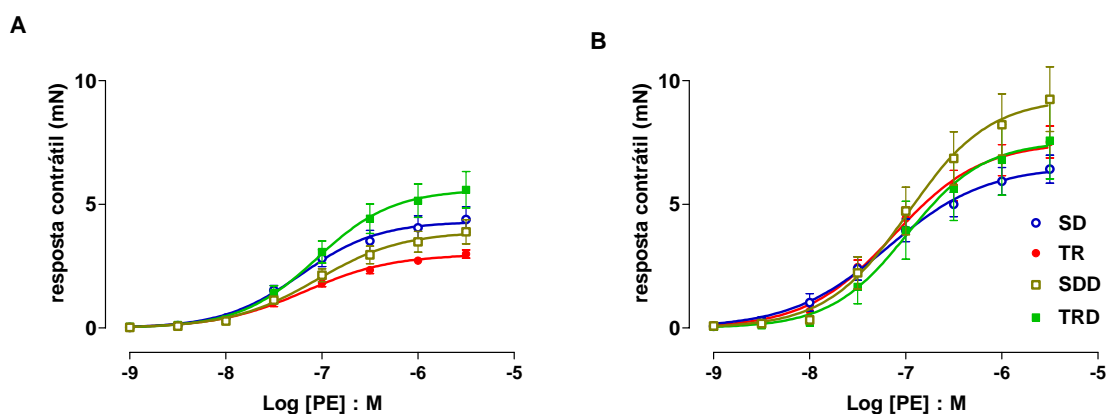 A
resposta contrátil (mN)
10
5
0
-9
-8
-7
-6
-5
Log [PE] : M
B
resposta contrátil (mN)
10
5
0
-9
-8
-7
-6
-5
Log [PE] : M
SD
TR
SDD
TRD